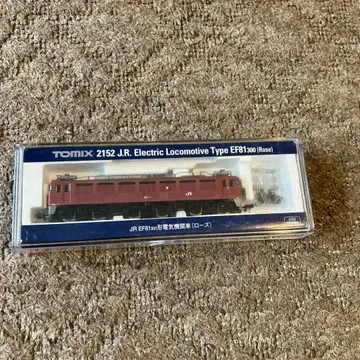 TOMIX 2152 J.R. Electric Locomotive Type EF81300 (Rose)
JR
JR EF81300形電気機関車(ローズ)